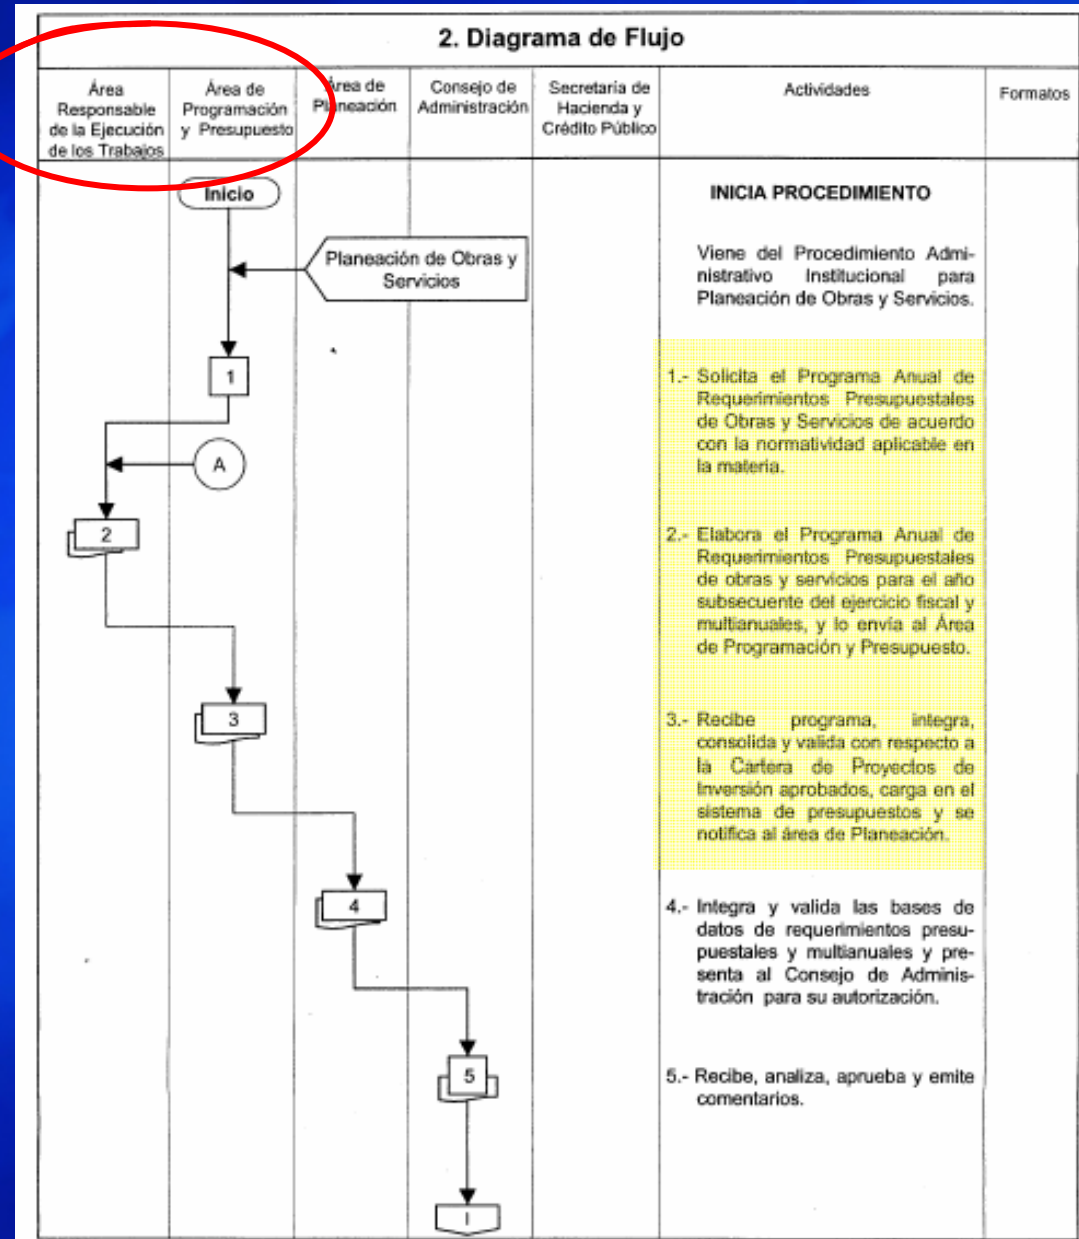 2. Diagrama de Flujo
Área
Responsable
de la Ejecución
de los Trabajos
Área de
Programación
y Presupuesto
Área de
Planeación
Consejo de
Administración
Secretaría de
Hacienda y
Crédito Público
Actividades
Formatos
Inicio
INICIA PROCEDIMIENTO
Planeación de Obras y
Servicios
Viene del Procedimiento Admi-
nistrativo Institucional para
Planeación de Obras y Servicios.
1
1.- Solicita el Programa Anual de
Requerimientos Presupuestales
de Obras y Servicios de acuerdo
con la normatividad aplicable en
la materia.
A
2
2.- Elabora el Programa Anual de
Requerimientos Presupuestales
de obras y servicios para el año
subsecuente del ejercicio fiscal y
multianuales, y lo envía al Área
de Programación y Presupuesto.
3
3.- Recibe programa, integra,
consolida y valida con respecto a
la Cartera de Proyectos de
Inversión aprobados, carga en el
sistema de presupuestos y se
notifica al área de Planeación.
4
4.- Integra y valida las bases de
datos de requerimientos presu-
puestales y multianuales y pre-
senta al Consejo de Adminis-
tración para su autorización.
5
5.- Recibe, analiza, aprueba y emite
comentarios.
I